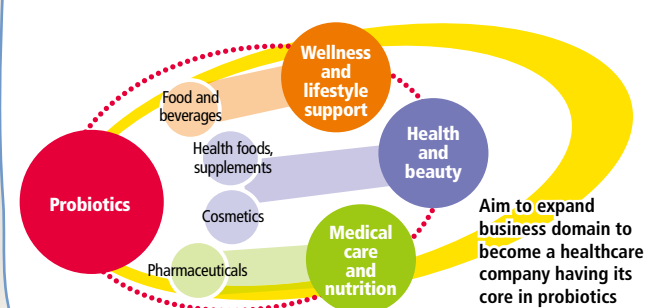 Wellness
and
lifestyle
support
Food and
beverages
Health
and
beauty
Health foods,
supplements
Probiotics
Cosmetics
Aim to expand
business domain to
become a healthcare
company having its
core in probiotics
Medical
care
and
nutrition
Pharmaceuticals